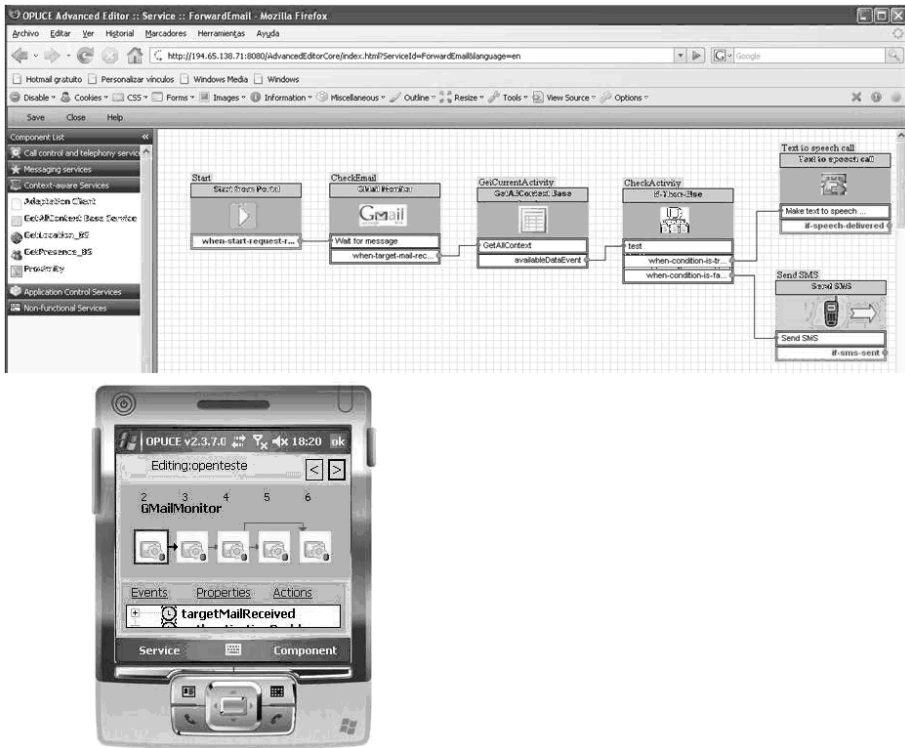 OPUCE Advanced Editor :: Service :: ForwardEmail - Mozilla Firefox
Archivo Editar Ver Historial Marcadores Herramientas Ayuda
http://194.65.138.71:8080/AdvancedEditorCore/index.html?ServiceId=ForwardEmail&language=en
Google
Hotmail gratuito Personalizar vínculos Windows Media Windows
Disable Cookies CSS Forms Images Information Miscellaneous Outline Resize Tools View Source Options
Save Close Help
Component List
Call control and telephony servic
Messaging services
Context-aware Services
Adaptation Client
GetAllContext Base Service
GetLocation_BS
GetPresence_BS
Proximity
Application Control Services
Non-functional Services
Start
Start from Portal
when-start-request-r...
CheckEmail
GMail Monitor
Gmail
Wait for message
when-target-mail-rec...
GetCurrentActivity
GetAllContext Base
GetAllContext
availableDataEvent
CheckActivity
If-Then-Else
test
when-condition-is-tr...
when-condition-is-fa...
Text to speech call
Text to speech call
Make text to speech ...
if-speech-delivered
Send SMS
Send SMS
Send SMS
if-sms-sent
OPUCE v2.3.7.0 18:20 ok
Editing:openteste
< >
2 3 4 5 6
GMailMonitor
Events Properties Actions
targetMailReceived
Service Component